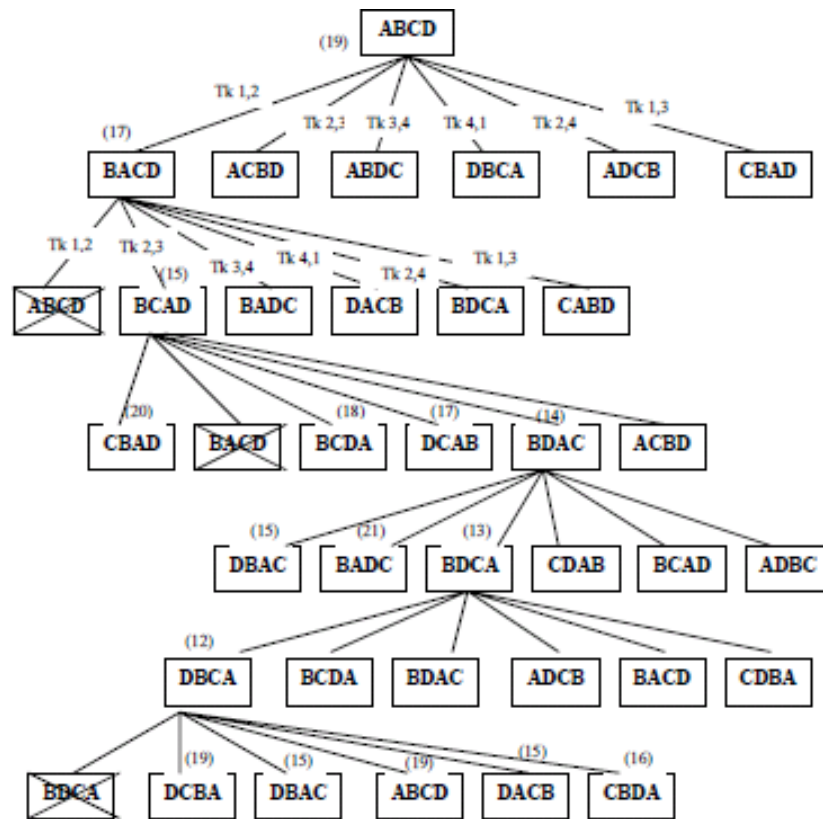 ABCD
(19)
Tk 1,2 Tk 2,3 Tk 3,4 Tk 4,1 Tk 2,4 Tk 1,3
(17)
BACD ACBD ABDC DBCA ADCB CBAD
Tk 1,2 Tk 2,3 Tk 3,4 Tk 4,1 Tk 2,4 Tk 1,3
(15)
ABCD BCAD BADC DACB BDCA CABD
(20) (18) (17) (14)
CBAD BACD BCDA DCAB BDAC ACBD
(15) (21) (13)
DBAC BADC BDCA CDAB BCAD ADBC
(12)
DBCA BCDA BDAC ADCB BACD CDBA
(19) (15) (19) (15) (16)
BDCA DCBA DBAC ABCD DACB CBDA